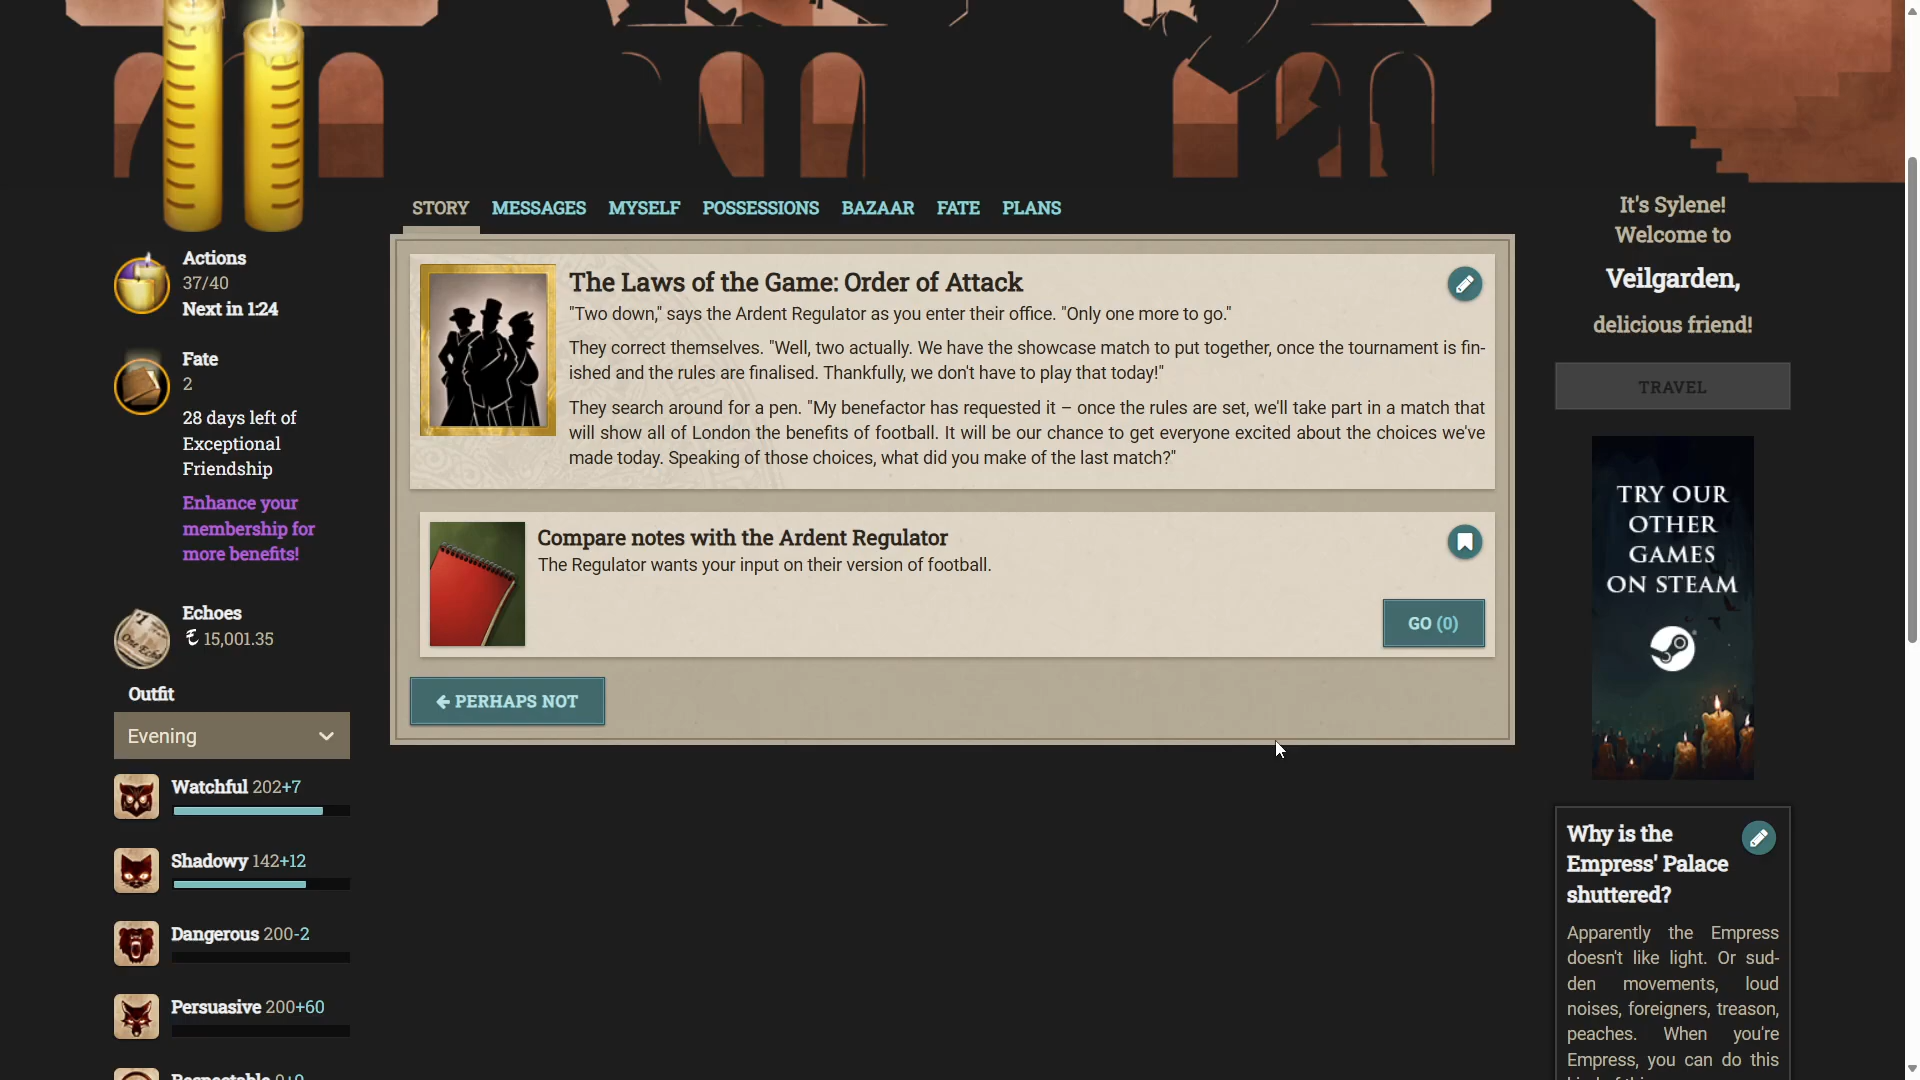 STORY MESSAGES MYSELF POSSESSIONS BAZAAR FATE PLANS
Actions
37/40
Next in 1:24
Fate
2
28 days left of
Exceptional
Friendship
Enhance your
membership for
more benefits!
Echoes
15,001.35
Outfit
Evening
Watchful 202+7
Shadowy 142+12
Dangerous 200-2
Persuasive 200+60
The Laws of the Game: Order of Attack
"Two down," says the Ardent Regulator as you enter their office. "Only one more to go."
They correct themselves. "Well, two actually. We have the showcase match to put together, once the tournament is fin-
ished and the rules are finalised. Thankfully, we don't have to play that today!"
They search around for a pen. "My benefactor has requested it – once the rules are set, we'll take part in a match that
will show all of London the benefits of football. It will be our chance to get everyone excited about the choices we've
made today. Speaking of those choices, what did you make of the last match?"
Compare notes with the Ardent Regulator
The Regulator wants your input on their version of football.
GO (0)
PERHAPS NOT
It's Sylene!
Welcome to
Veilgarden,
delicious friend!
TRAVEL
TRY OUR
OTHER
GAMES
ON STEAM
Why is the
Empress' Palace
shuttered?
Apparently the Empress
doesn't like light. Or sud-
den movements, loud
noises, foreigners, treason,
peaches. When you're
Empress, you can do this